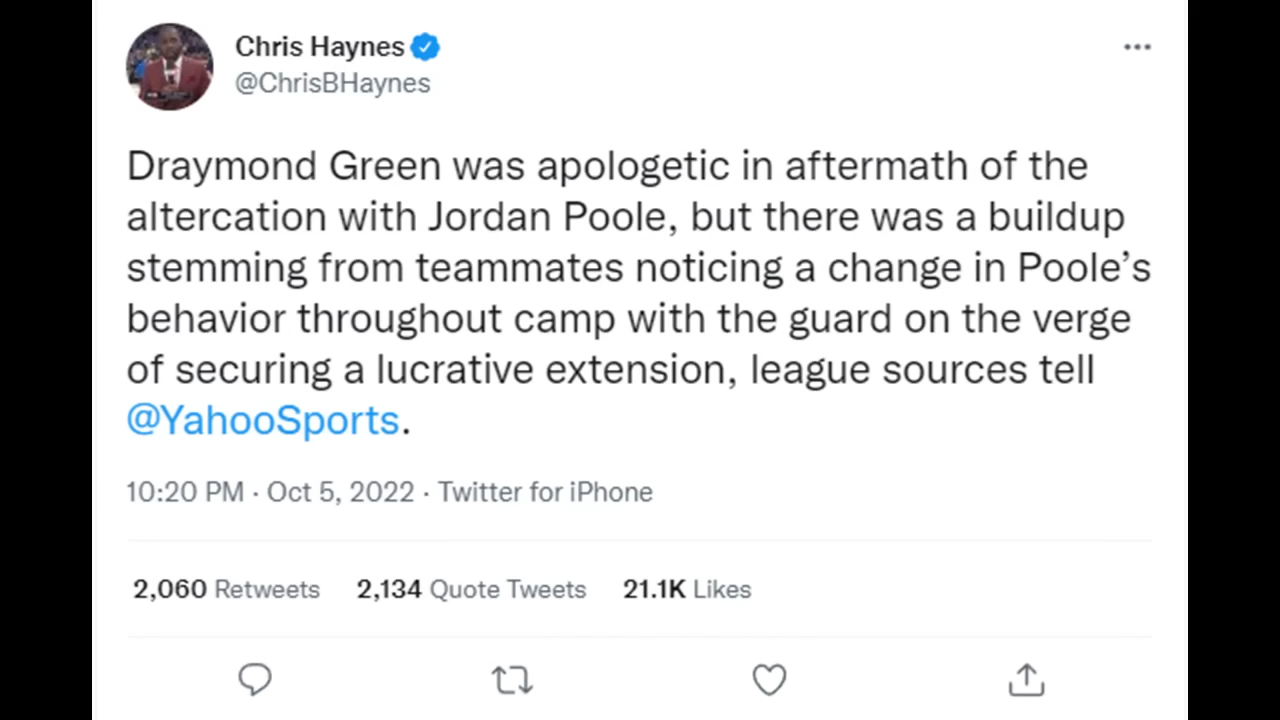 Chris Haynes
@ChrisBHaynes
Draymond Green was apologetic in aftermath of the
altercation with Jordan Poole, but there was a buildup
stemming from teammates noticing a change in Poole’s
behavior throughout camp with the guard on the verge
of securing a lucrative extension, league sources tell
@YahooSports.
10:20 PM · Oct 5, 2022 · Twitter for iPhone
2,060 Retweets 2,134 Quote Tweets 21.1K Likes